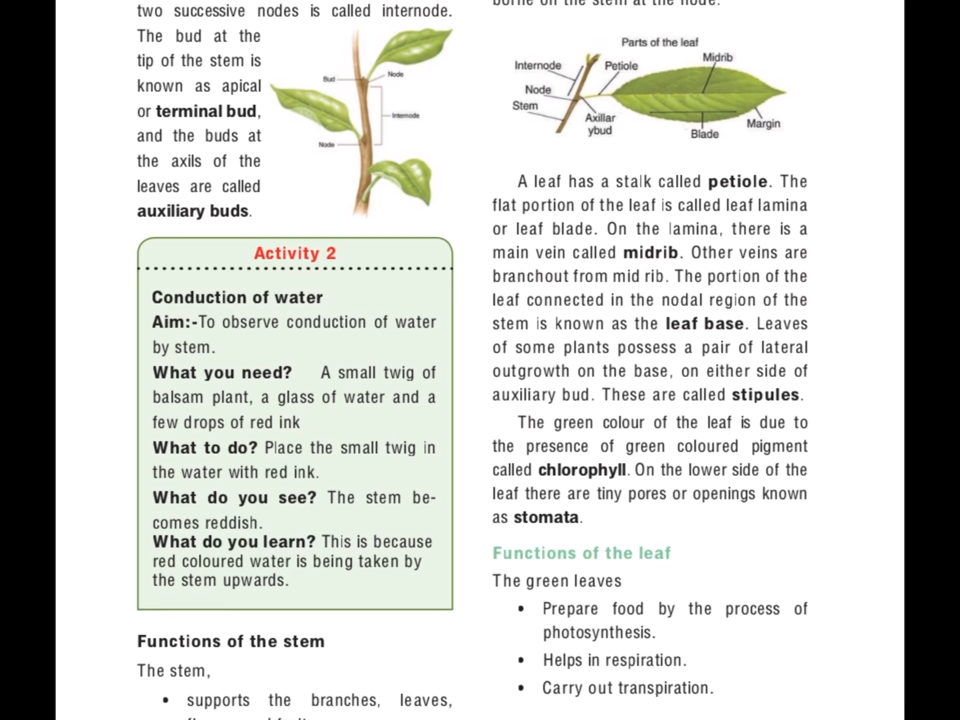 two successive nodes is called internode.
The bud at the
tip of the stem is
known as apical
or terminal bud,
and the buds at
the axils of the
leaves are called
auxiliary buds.
Bud
Node
Internode
Node
Activity 2
Conduction of water
Aim:-To observe conduction of water
by stem.
What you need? A small twig of
balsam plant, a glass of water and a
few drops of red ink
What to do? Place the small twig in
the water with red ink.
What do you see? The stem be-
comes reddish.
What do you learn? This is because
red coloured water is being taken by
the stem upwards.
Functions of the stem
The stem,
• supports the branches, leaves,
borne on the stem at the node.
Parts of the leaf
Internode
Petiole
Midrib
Node
Stem
Axillar
ybud
Blade
Margin
A leaf has a stalk called petiole. The
flat portion of the leaf is called leaf lamina
or leaf blade. On the lamina, there is a
main vein called midrib. Other veins are
branchout from mid rib. The portion of the
leaf connected in the nodal region of the
stem is known as the leaf base. Leaves
of some plants possess a pair of lateral
outgrowth on the base, on either side of
auxiliary bud. These are called stipules.
The green colour of the leaf is due to
the presence of green coloured pigment
called chlorophyll. On the lower side of the
leaf there are tiny pores or openings known
as stomata.
Functions of the leaf
The green leaves
• Prepare food by the process of
photosynthesis.
• Helps in respiration.
• Carry out transpiration.